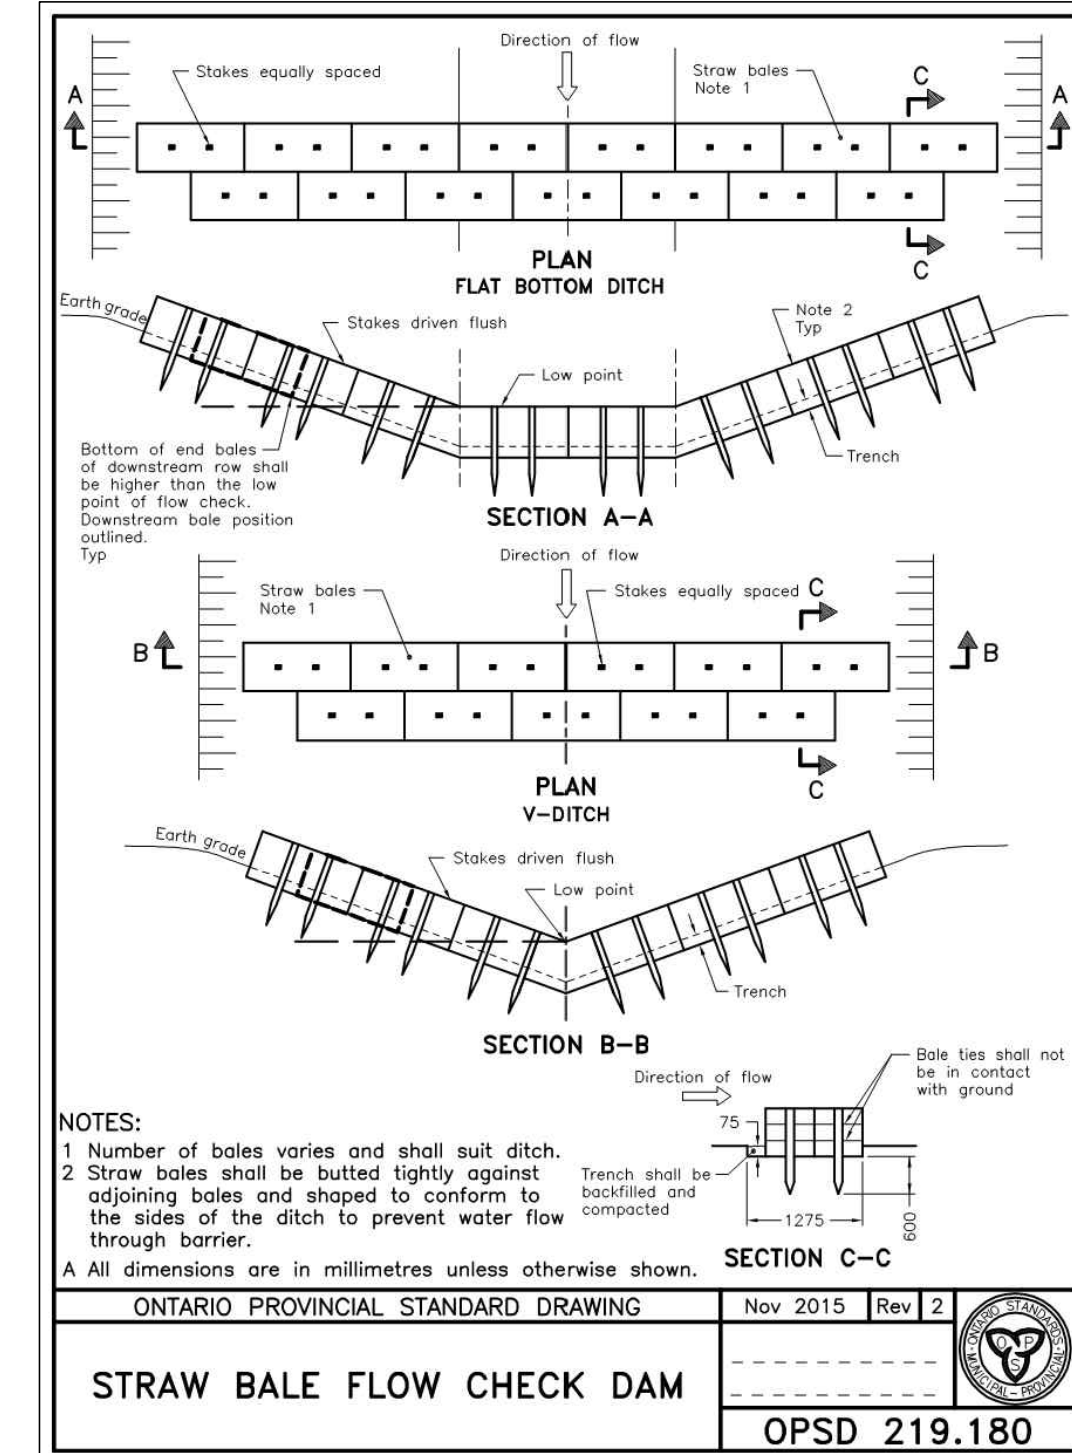 Direction of flow
Stakes equally spaced
Straw bales
Note 1
C
A
A
C
PLAN
FLAT BOTTOM DITCH
Earth grade
Stakes driven flush
Note 2
Typ
Low point
Trench
Bottom of end bales
of downstream row shall
be higher than the low
point of flow check.
Downstream bale position
outlined.
Typ
SECTION A-A
Direction of flow
Straw bales
Note 1
Stakes equally spaced
C
B
B
C
PLAN
V-DITCH
Earth grade
Stakes driven flush
Low point
Trench
SECTION B-B
Direction of flow
Bale ties shall not
be in contact
with ground
75
Trench shall be
backfilled and
compacted
1275
600
SECTION C-C
NOTES:
1 Number of bales varies and shall suit ditch.
2 Straw bales shall be butted tightly against
adjoining bales and shaped to conform to
the sides of the ditch to prevent water flow
through barrier.
A All dimensions are in millimetres unless otherwise shown.
ONTARIO PROVINCIAL STANDARD DRAWING
Nov 2015
Rev
2
STRAW BALE FLOW CHECK DAM
ONTARIO STANDARDS
MUNICIPAL-PROVINCIAL
O P
S
OPSD 219.180